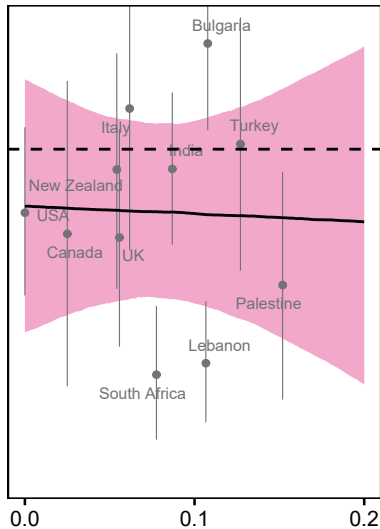 Bulgaria
Italy
Turkey
India
New Zealand
USA
Canada
UK
Palestine
Lebanon
South Africa
0.0
0.1
0.2